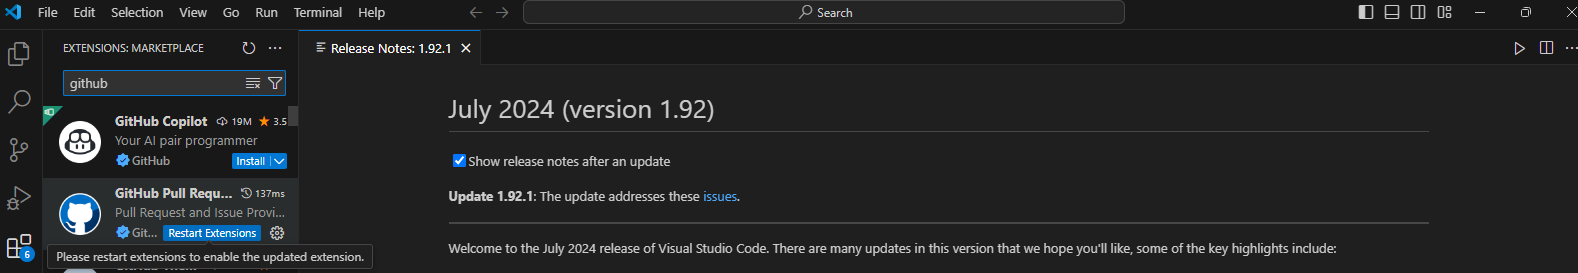 File Edit Selection View Go Run Terminal Help
Search
EXTENSIONS: MARKETPLACE
Release Notes: 1.92.1
github
GitHub Copilot 19M 3.5
Your AI pair programmer
GitHub Install
GitHub Pull Requ... 137ms
Pull Request and Issue Provi...
Git... Restart Extensions
6
Please restart extensions to enable the updated extension.
July 2024 (version 1.92)
Show release notes after an update
Update 1.92.1: The update addresses these issues.
Welcome to the July 2024 release of Visual Studio Code. There are many updates in this version that we hope you'll like, some of the key highlights include: